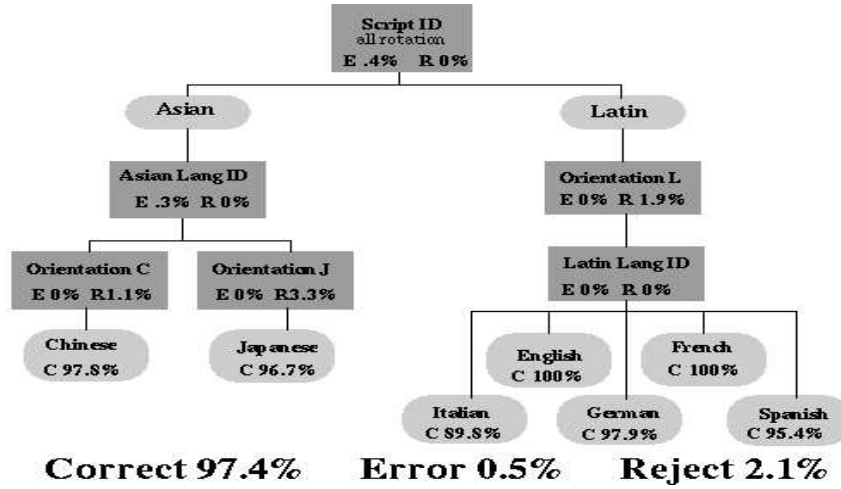 Script ID
all rotation
E .4% R 0%
Asian
Latin
Asian Lang ID
E .3% R 0%
Orientation L
E 0% R 1.9%
Orientation C
E 0% R1.1%
Orientation J
E 0% R3.3%
Latin Lang ID
E 0% R 0%
Chinese
C 97.8%
Japanese
C 96.7%
English
C 100%
French
C 100%
Italian
C 89.8%
German
C 97.9%
Spanish
C 95.4%
Correct 97.4% Error 0.5% Reject 2.1%